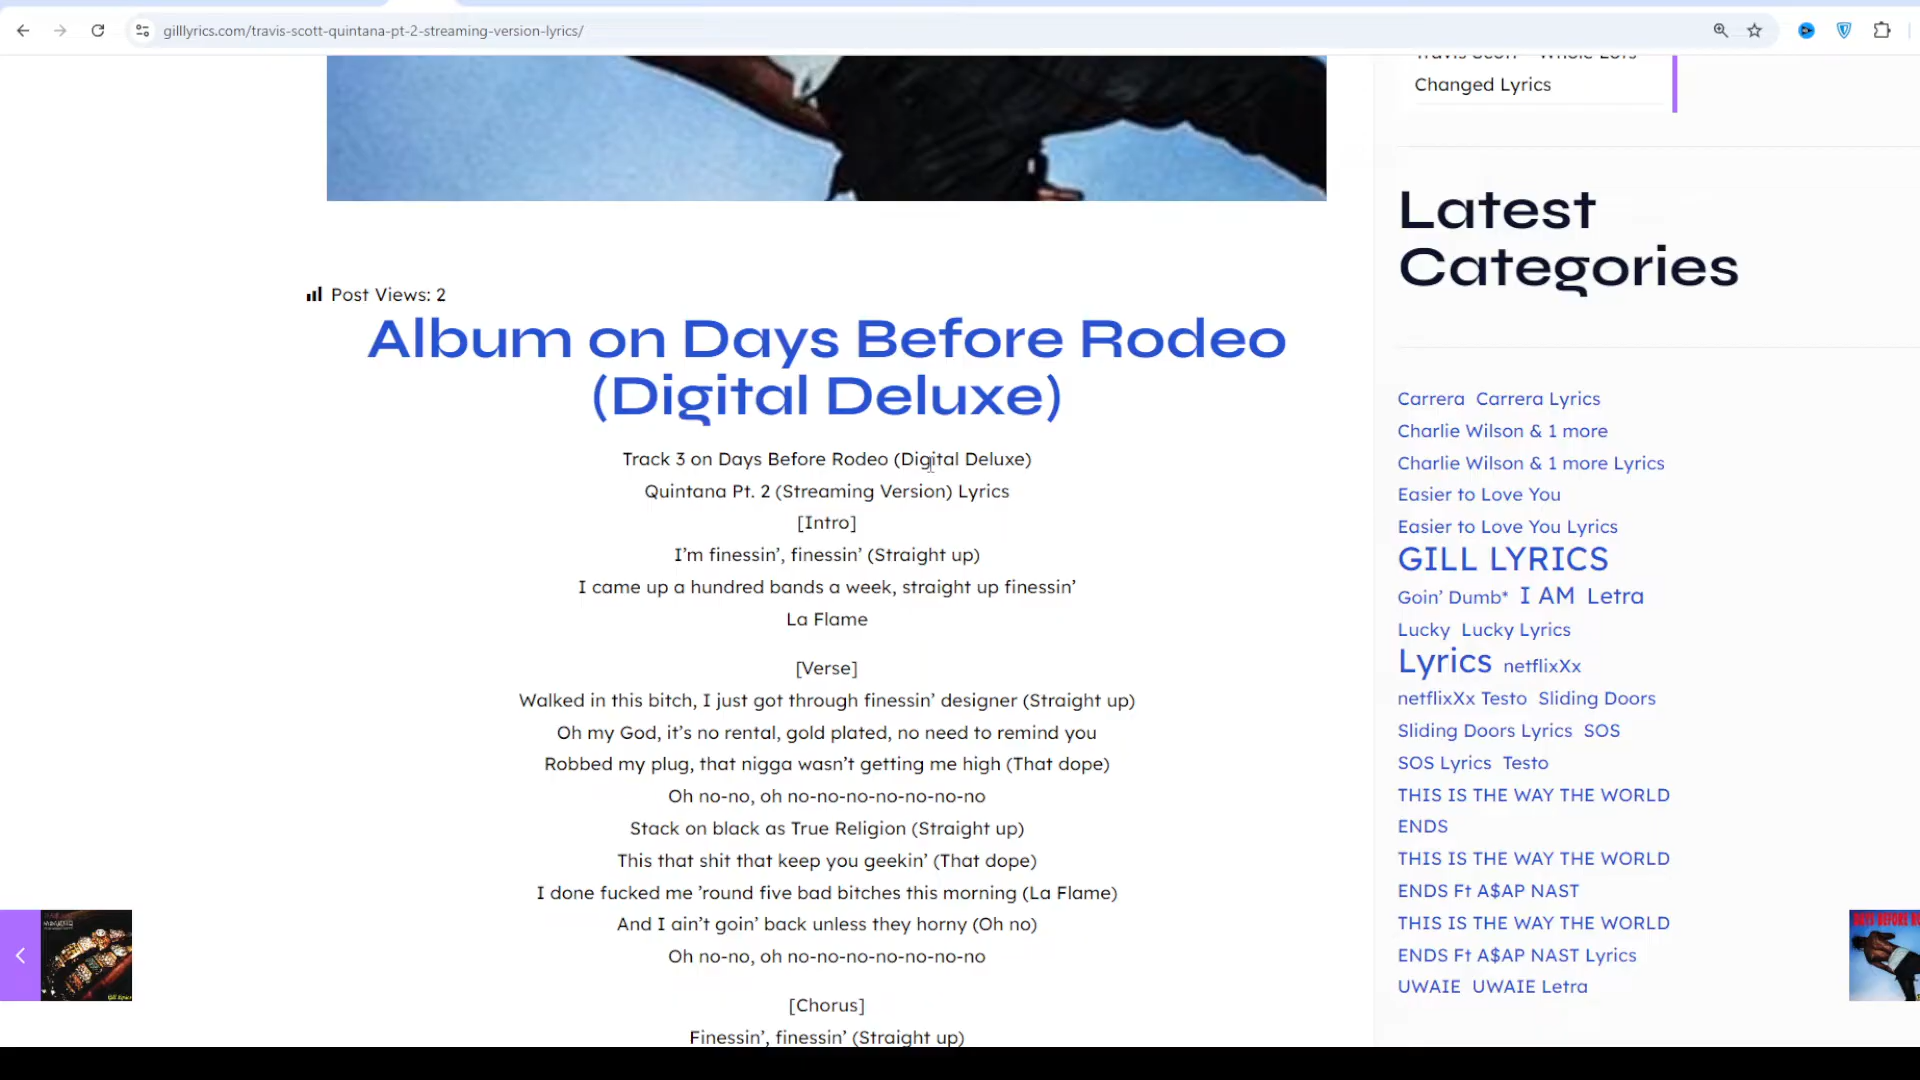 gilllyrics.com/travis-scott-quintana-pt-2-streaming-version-lyrics/
Changed Lyrics
Latest
Categories
Post Views: 2
Album on Days Before Rodeo
(Digital Deluxe)
Track 3 on Days Before Rodeo (Digital Deluxe)
Quintana Pt. 2 (Streaming Version) Lyrics
[Intro]
I’m finessin’, finessin’ (Straight up)
I came up a hundred bands a week, straight up finessin’
La Flame
[Verse]
Walked in this bitch, I just got through finessin’ designer (Straight up)
Oh my God, it’s no rental, gold plated, no need to remind you
Robbed my plug, that nigga wasn’t getting me high (That dope)
Oh no-no, oh no-no-no-no-no-no-no
Stack on black as True Religion (Straight up)
This that shit that keep you geekin’ (That dope)
I done fucked me ’round five bad bitches this morning (La Flame)
And I ain’t goin’ back unless they horny (Oh no)
Oh no-no, oh no-no-no-no-no-no-no
[Chorus]
Finessin’, finessin’ (Straight up)
Carrera Carrera Lyrics
Charlie Wilson & 1 more
Charlie Wilson & 1 more Lyrics
Easier to Love You
Easier to Love You Lyrics
GILL LYRICS
Goin’ Dumb* I AM Letra
Lucky Lucky Lyrics
Lyrics netflixXx
netflixXx Testo Sliding Doors
Sliding Doors Lyrics SOS
SOS Lyrics Testo
THIS IS THE WAY THE WORLD
ENDS
THIS IS THE WAY THE WORLD
ENDS Ft A$AP NAST
THIS IS THE WAY THE WORLD
ENDS Ft A$AP NAST Lyrics
UWAIE UWAIE Letra